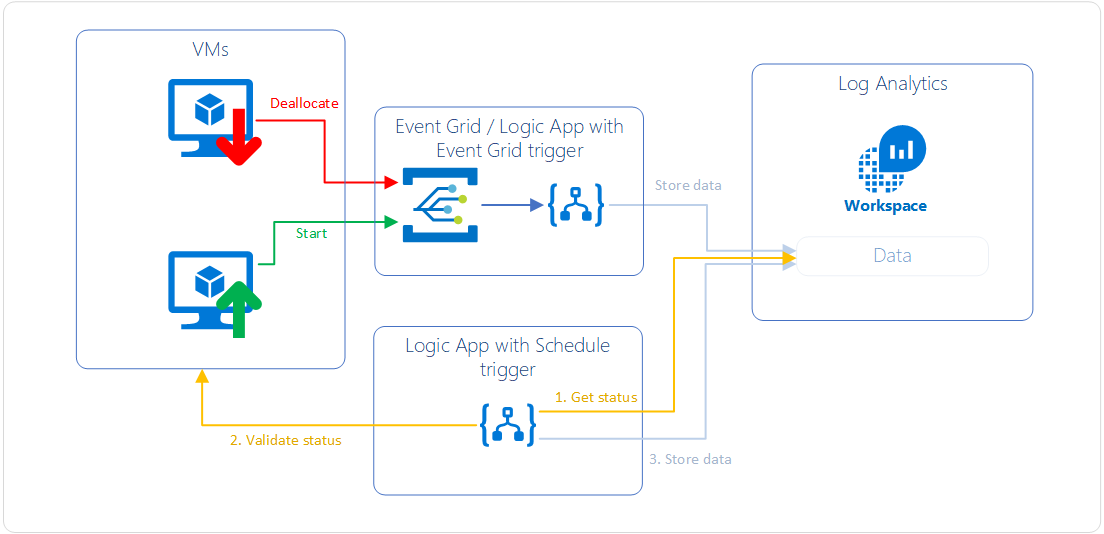 VMs
Deallocate
Start
Event Grid / Logic App with
Event Grid trigger
Store data
Log Analytics
Workspace
Data
Logic App with Schedule
trigger
1. Get status
2. Validate status
3. Store data